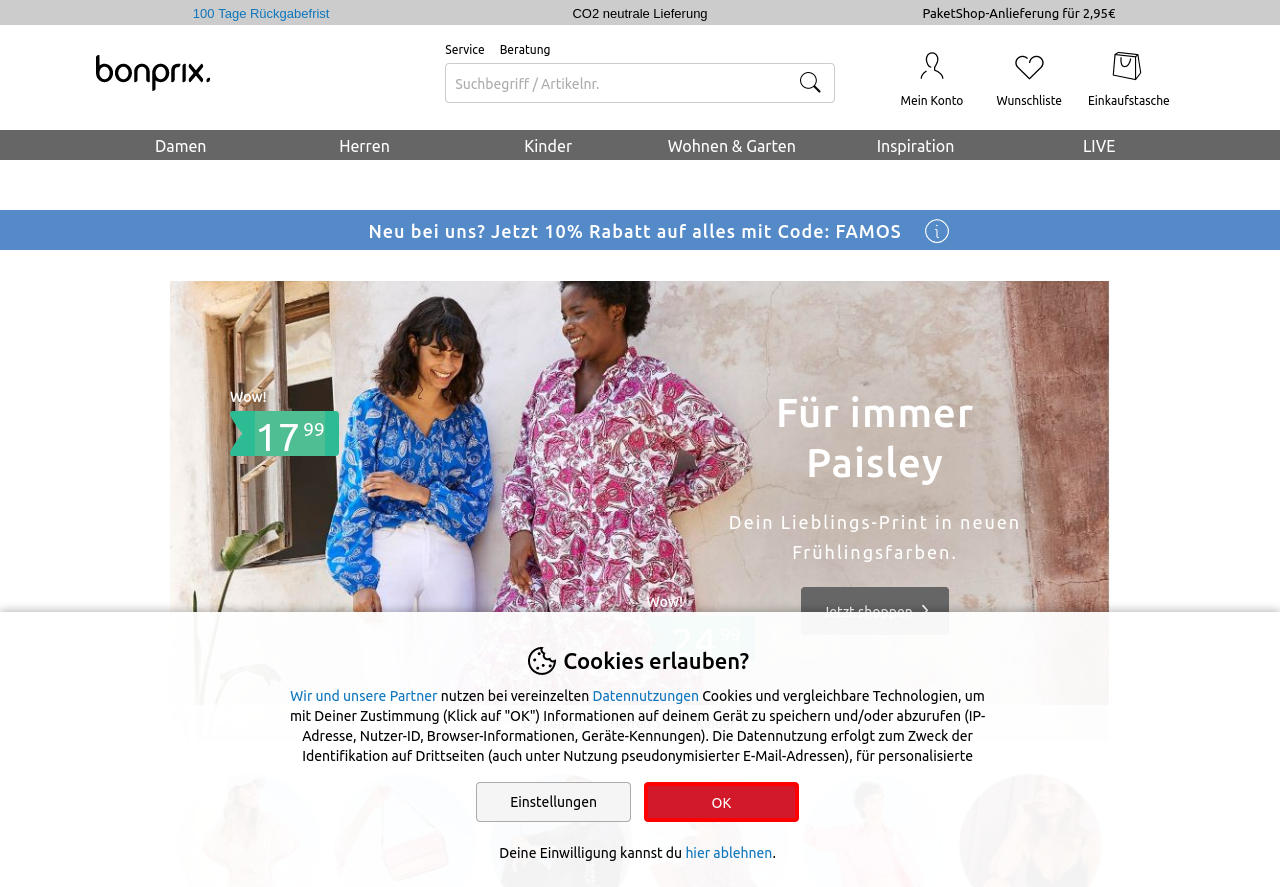 100 Tage Rückgabefrist
CO2 neutrale Lieferung
PaketShop-Anlieferung für 2,95€
bonprix.
Service Beratung
Suchbegriff / Artikelnr.
Mein Konto
Wunschliste
Einkaufstasche
Damen
Herren
Kinder
Wohnen & Garten
Inspiration
LIVE
Neu bei uns? Jetzt 10% Rabatt auf alles mit Code: FAMOS
Wow!
17 99
Für immer
Paisley
Dein Lieblings-Print in neuen
Frühlingsfarben.
Jetzt shoppen
Wow!
24 99
Cookies erlauben?
Wir und unsere Partner nutzen bei vereinzelten Datennutzungen Cookies und vergleichbare Technologien, um
mit Deiner Zustimmung (Klick auf "OK") Informationen auf deinem Gerät zu speichern und/oder abzurufen (IP-
Adresse, Nutzer-ID, Browser-Informationen, Geräte-Kennungen). Die Datennutzung erfolgt zum Zweck der
Identifikation auf Drittseiten (auch unter Nutzung pseudonymisierter E-Mail-Adressen), für personalisierte
Einstellungen
OK
Deine Einwilligung kannst du hier ablehnen.